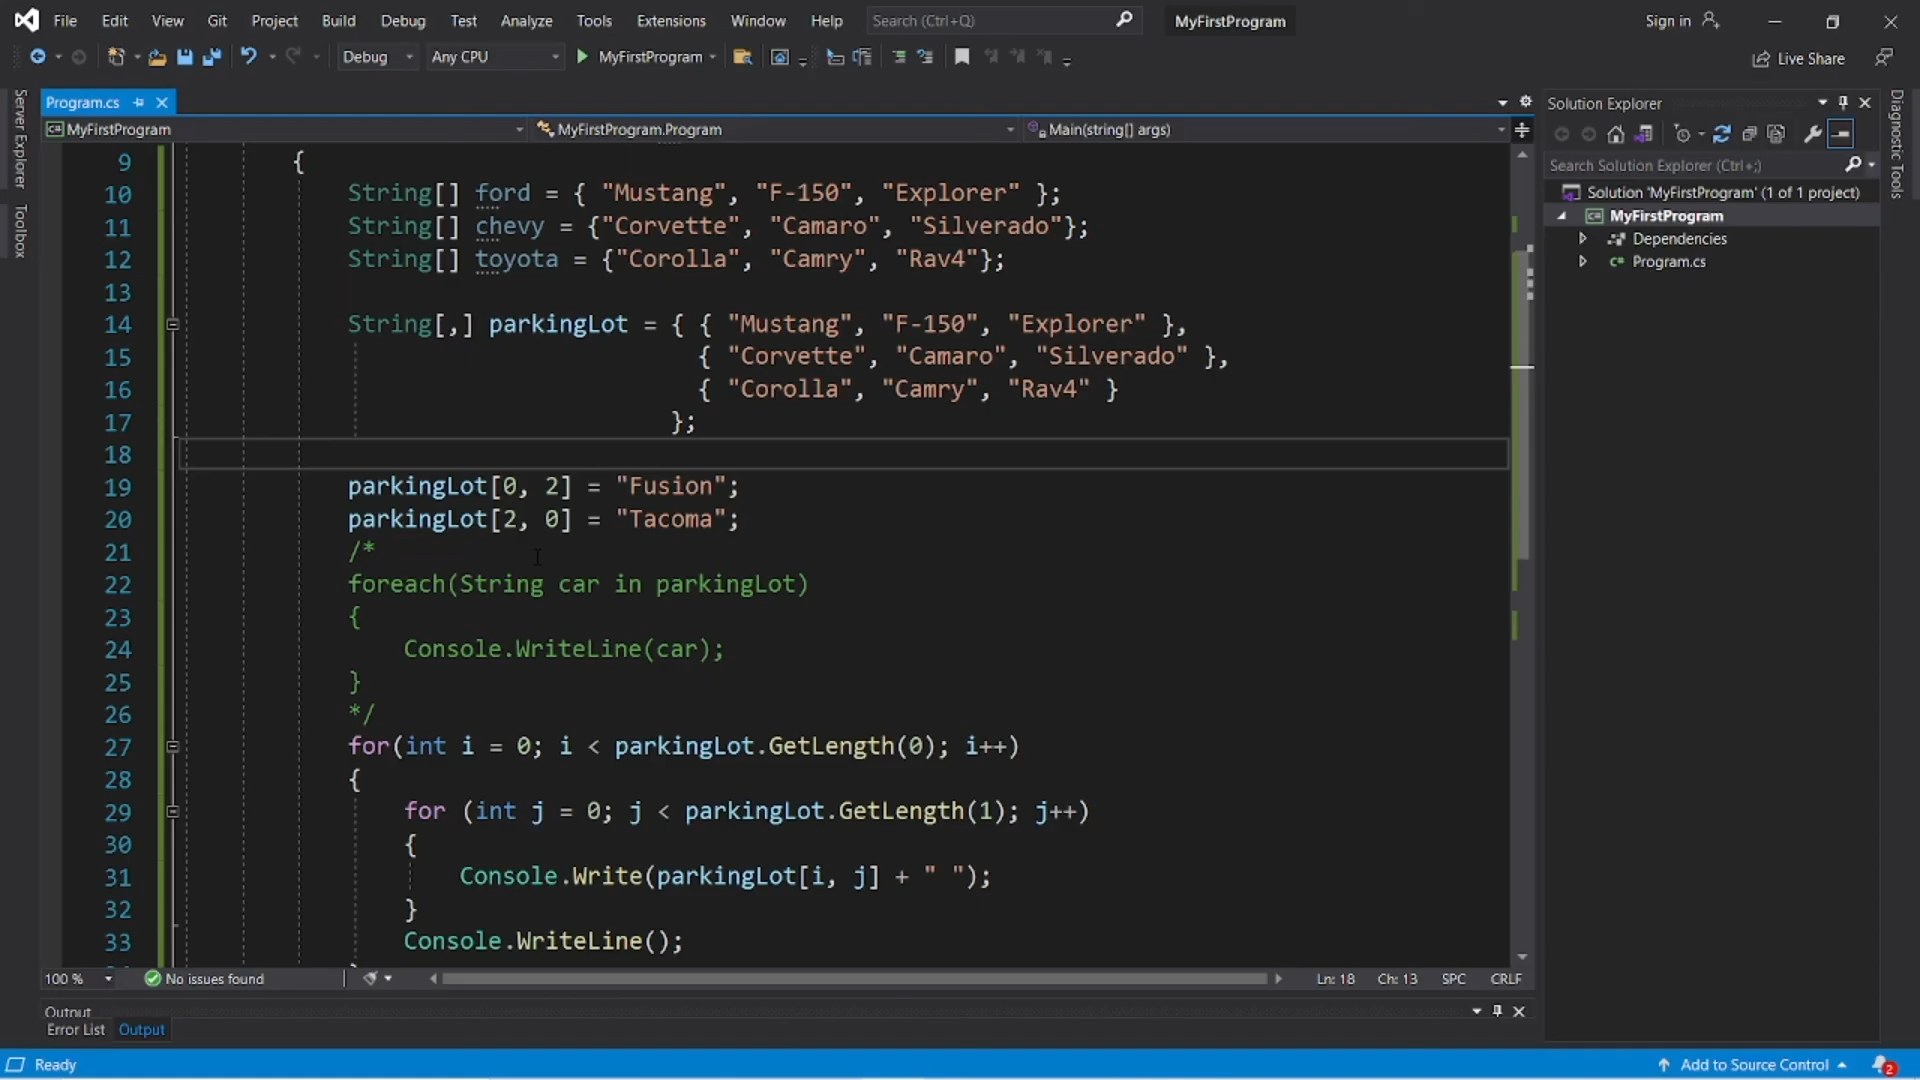 File Edit View Git Project Build Debug Test Analyze Tools Extensions Window Help Search (Ctrl+Q) MyFirstProgram Sign in
Debug Any CPU MyFirstProgram Live Share
Server Explorer
Toolbox
Program.cs
MyFirstProgram MyFirstProgram.Program Main(string[] args)
9 {
10 String[] ford = { "Mustang", "F-150", "Explorer" };
11 String[] chevy = {"Corvette", "Camaro", "Silverado"};
12 String[] toyota = {"Corolla", "Camry", "Rav4"};
13
14 String[,] parkingLot = { { "Mustang", "F-150", "Explorer" },
15 { "Corvette", "Camaro", "Silverado" },
16 { "Corolla", "Camry", "Rav4" }
17 };
18
19 parkingLot[0, 2] = "Fusion";
20 parkingLot[2, 0] = "Tacoma";
21 /*
22 foreach(String car in parkingLot)
23 {
24 Console.WriteLine(car);
25 }
26 */
27 for(int i = 0; i < parkingLot.GetLength(0); i++)
28 {
29 for (int j = 0; j < parkingLot.GetLength(1); j++)
30 {
31 Console.Write(parkingLot[i, j] + " ");
32 }
33 Console.WriteLine();
100 % No issues found Ln: 18 Ch: 13 SPC CRLF
Output
Error List Output
Solution Explorer
Search Solution Explorer (Ctrl+;)
Solution 'MyFirstProgram' (1 of 1 project)
MyFirstProgram
Dependencies
Program.cs
Diagnostic Tools
Ready Add to Source Control 2